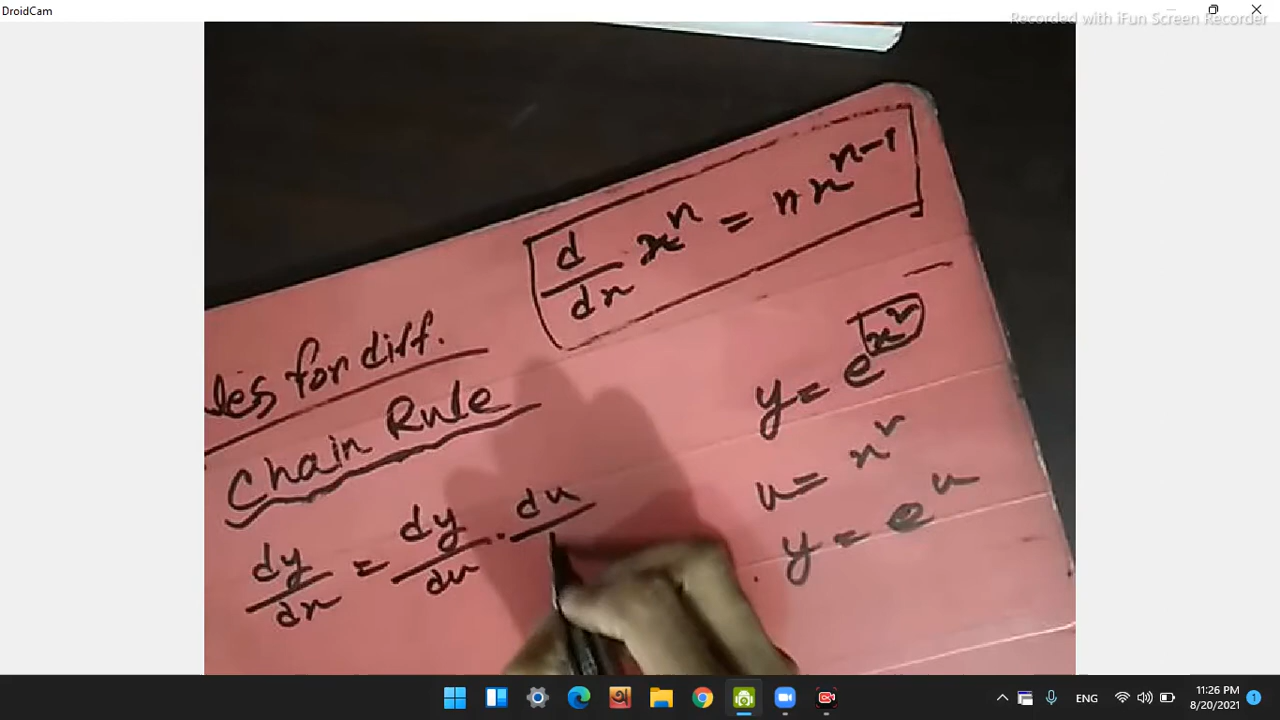 DroidCam
Recorded with iFun Screen Recorder
d/dx x^n = nx^(n-1)
for diff.
Chain Rule
dy/dx = dy/du · du
y = e^(x^2)
u = x^2
y = e^u
ENG
11:26 PM
8/20/2021
1